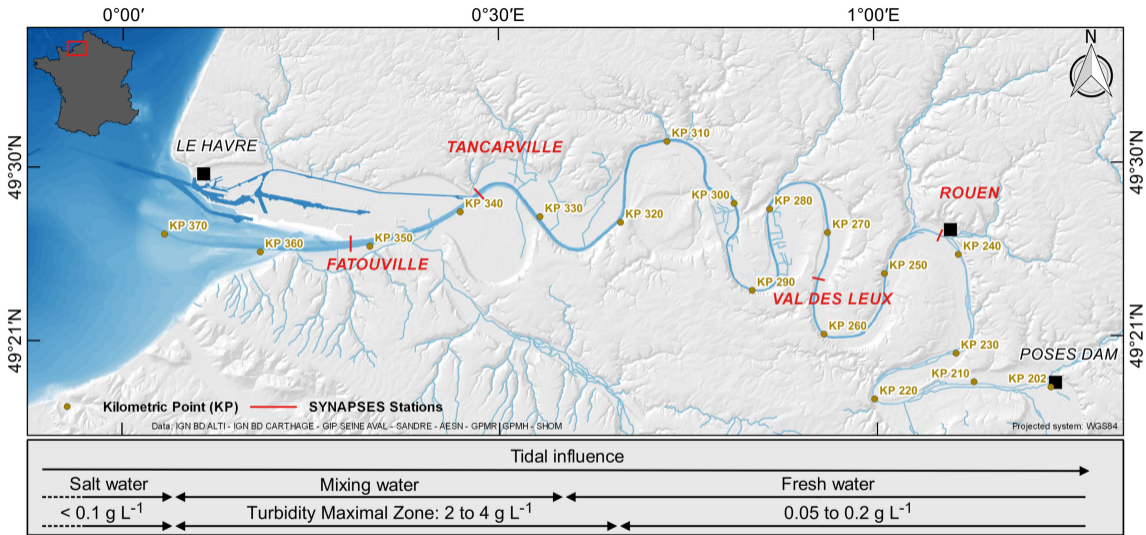 0°00′ 0°30′E 1°00′E
N
49°30′N 49°30′N
49°21′N 49°21′N
LE HAVRE
TANCARVILLE
KP 310
ROUEN
KP 300
KP 280
KP 340
KP 330
KP 320
KP 370
KP 270
KP 360
KP 350
KP 240
FATOUVILLE
KP 250
KP 290
VAL DES LEUX
KP 260
KP 230
POSES DAM
KP 210
KP 202
KP 220
Kilometric Point (KP) SYNAPSES Stations
Data: IGN BD ALTI - IGN BD CARTHAGE - GIP SEINE AVAL - SANDRE - AESN - GPMR GPMH - SHOM
Projected system: WGS84
Tidal influence
Salt water Mixing water Fresh water
< 0.1 g L⁻¹ Turbidity Maximal Zone: 2 to 4 g L⁻¹ 0.05 to 0.2 g L⁻¹